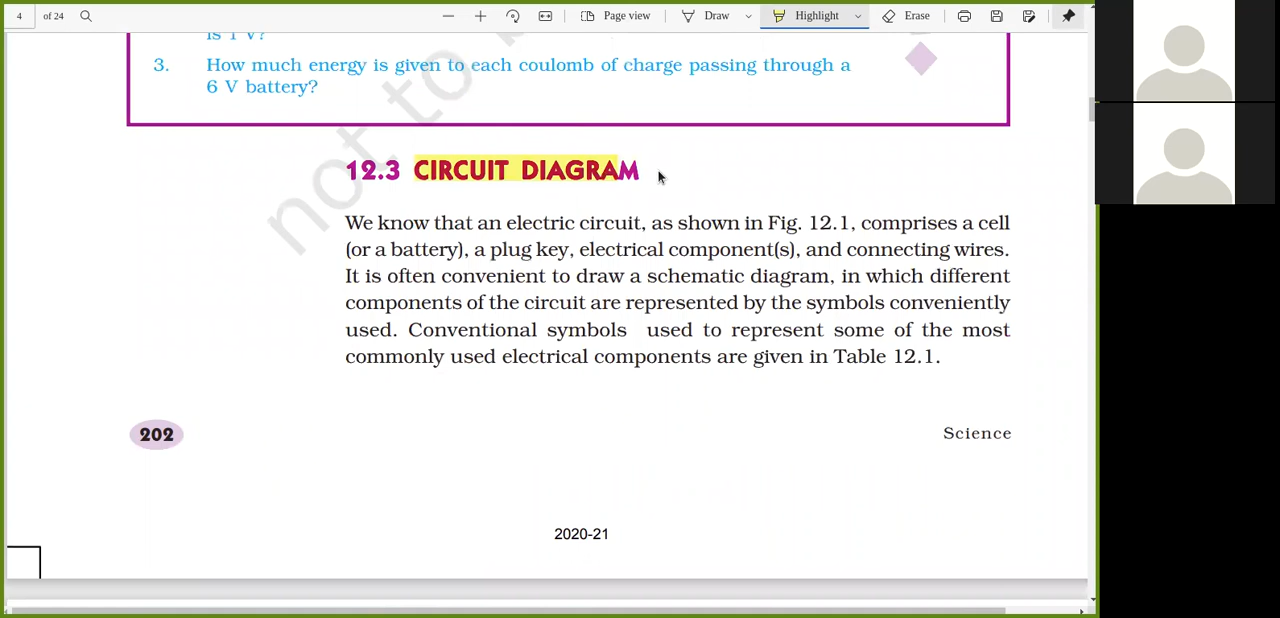 4 of 24 Page view Draw Highlight Erase
is 1 V?
3. How much energy is given to each coulomb of charge passing through a
6 V battery?
not to b
12.3 CIRCUIT DIAGRAM
We know that an electric circuit, as shown in Fig. 12.1, comprises a cell
(or a battery), a plug key, electrical component(s), and connecting wires.
It is often convenient to draw a schematic diagram, in which different
components of the circuit are represented by the symbols conveniently
used. Conventional symbols used to represent some of the most
commonly used electrical components are given in Table 12.1.
202
Science
2020-21